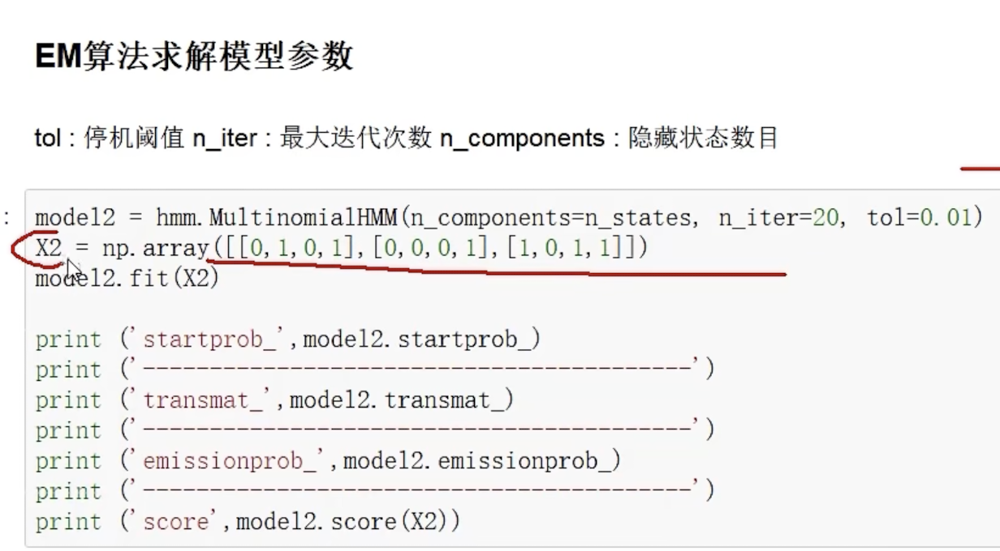 EM算法求解模型参数
tol : 停机阈值 n_iter : 最大迭代次数 n_components : 隐藏状态数目
:
model2 = hmm.MultinomialHMM(n_components=n_states, n_iter=20, tol=0.01)
X2 = np.array([[0,1,0,1],[0,0,0,1],[1,0,1,1]])
model2.fit(X2)
print ('startprob_',model2.startprob_)
print ('-----------------------------------------')
print ('transmat_',model2.transmat_)
print ('-----------------------------------------')
print ('emissionprob_',model2.emissionprob_)
print ('-----------------------------------------')
print ('score',model2.score(X2))